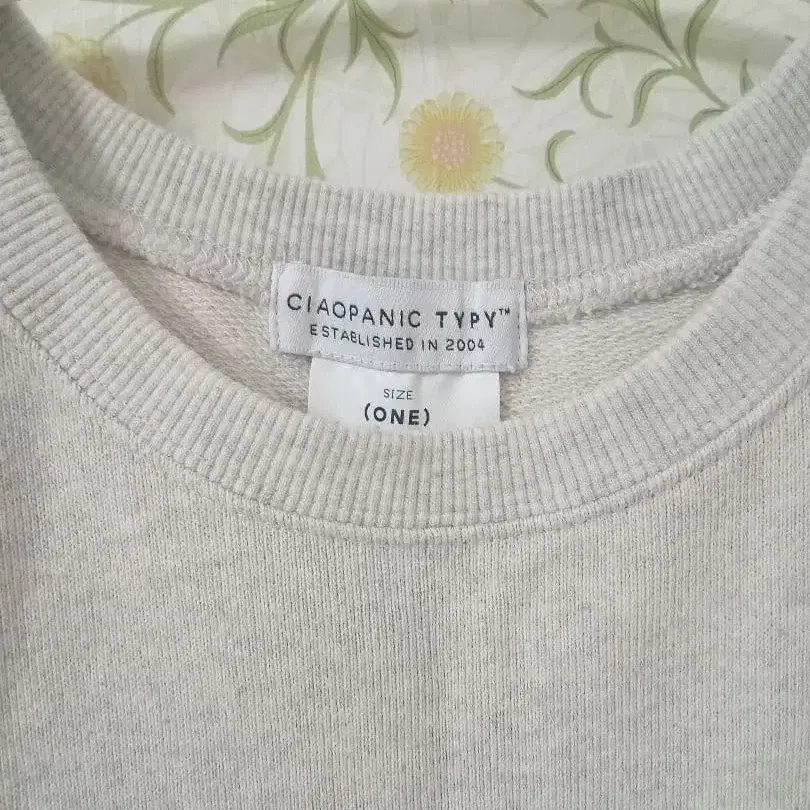 CIAOPANIC TYPY™
ESTABLISHED IN 2004
SIZE
(ONE)